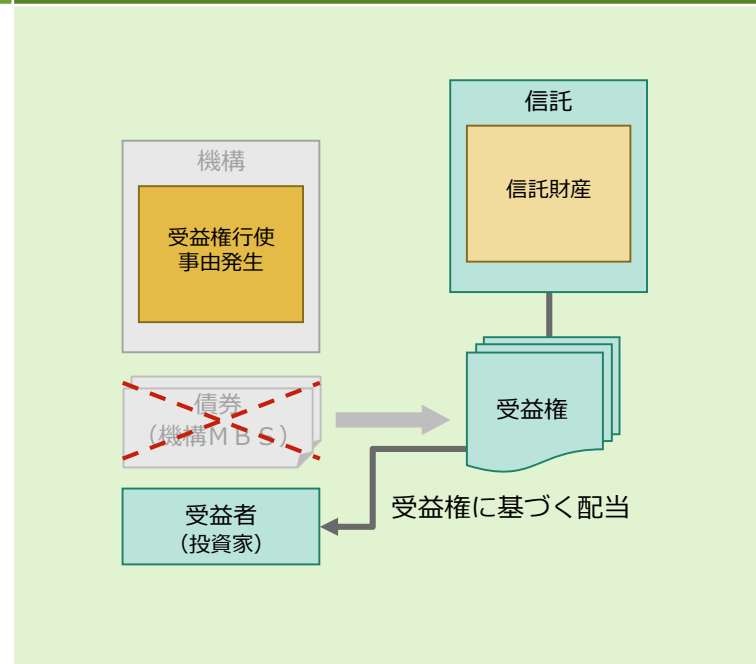 信託
信託財産
機構
受益権行使
事由発生
債券
（機構ＭＢＳ）
受益権
受益権に基づく配当
受益者
（投資家）